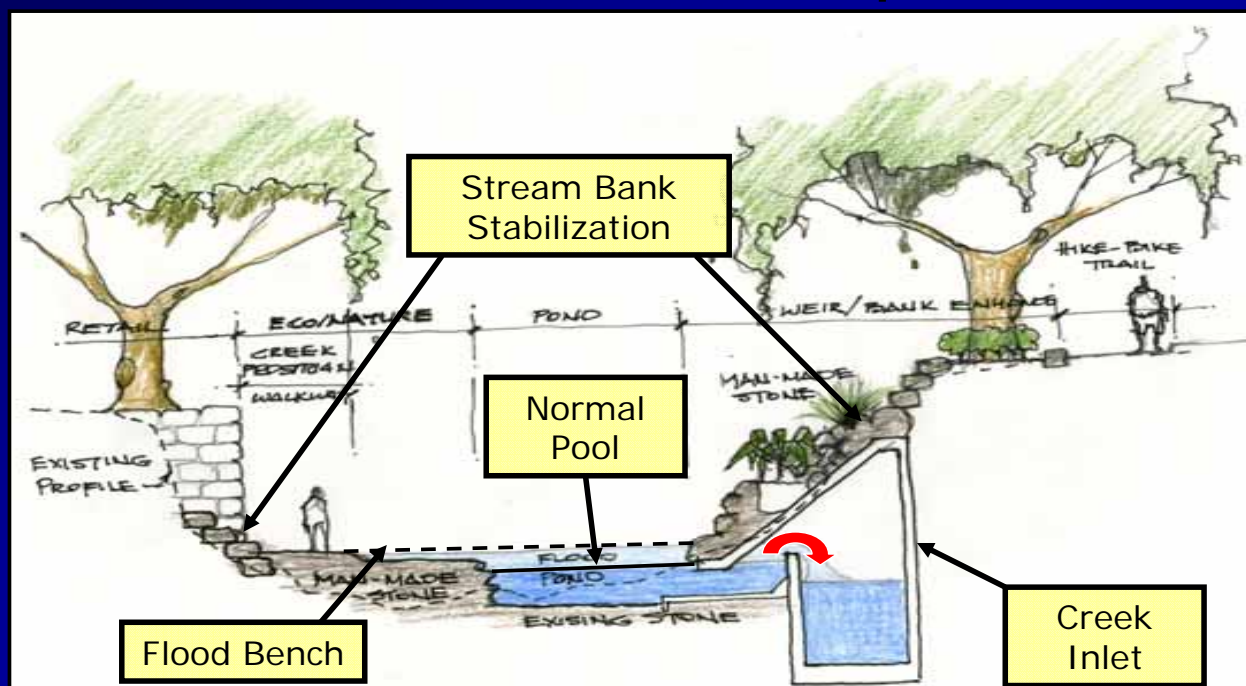 Stream Bank
Stabilization
HIKE-BIKE
TRAIL
RETAIL
ECO/NATURE
POND
WEIR/BANK ENHANCE
CREEK
PEDSITRAN
WALKWAY
MAN-MADE
STONE
Normal
Pool
EXISTING
PROFILE
FLOOD
POND
MAN-MADE
STONE
EXISING STONE
Flood Bench
Creek
Inlet